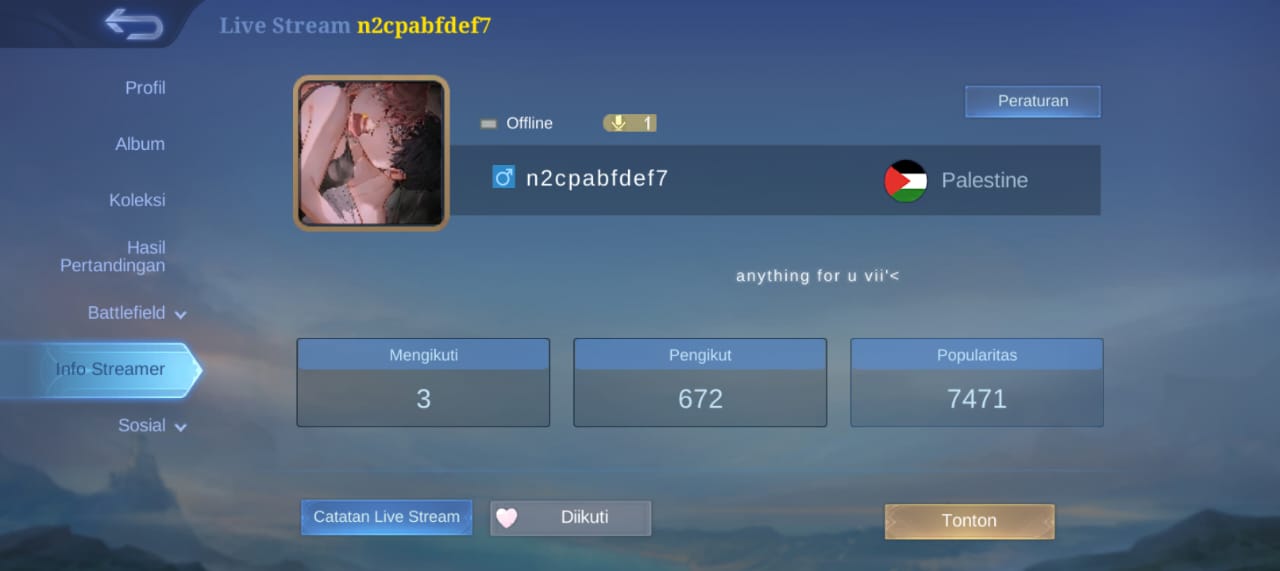 Live Stream n2cpabfdef7
Profil
Album
Koleksi
Hasil
Pertandingan
Battlefield
Info Streamer
Sosial
Offline
1
Peraturan
n2cpabfdef7
Palestine
anything for u vii'<
Mengikuti
3
Pengikut
672
Popularitas
7471
Catatan Live Stream
Diikuti
Tonton